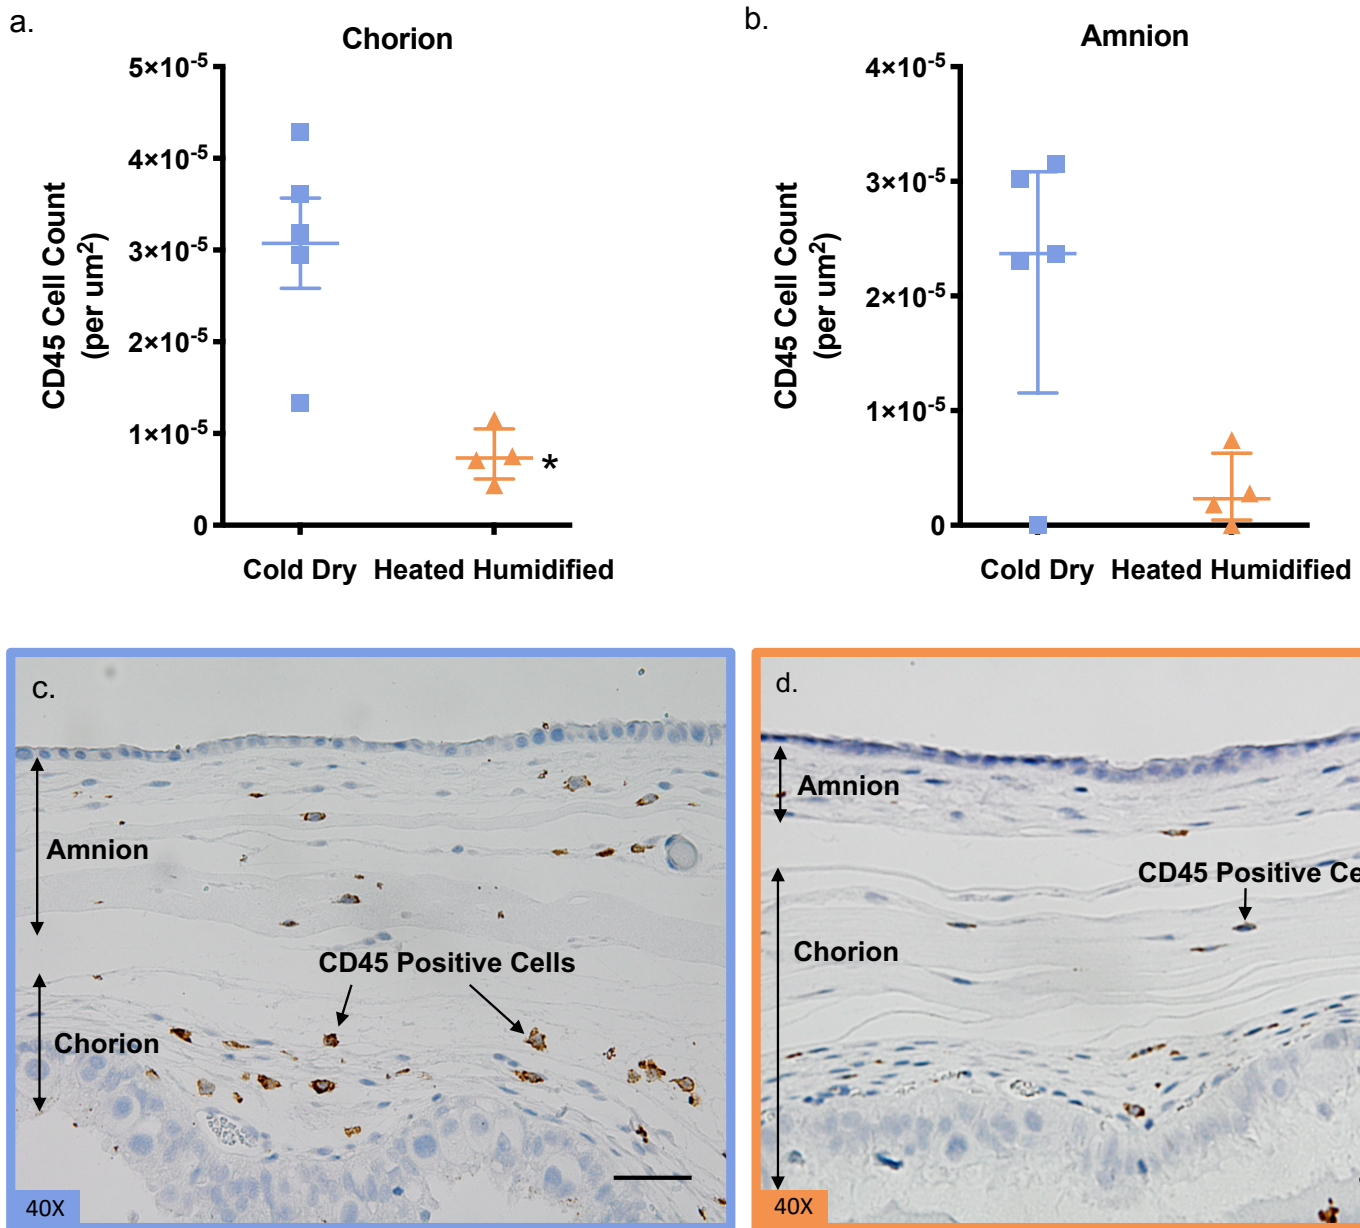 a.
Chorion
5×10⁻⁵
4×10⁻⁵
3×10⁻⁵
2×10⁻⁵
1×10⁻⁵
0
CD45 Cell Count
(per um²)
Cold Dry
Heated Humidified
*
b.
Amnion
4×10⁻⁵
3×10⁻⁵
2×10⁻⁵
1×10⁻⁵
0
CD45 Cell Count
(per um²)
Cold Dry
Heated Humidified
c.
Amnion
CD45 Positive Cells
Chorion
40X
d.
Amnion
CD45 Positive Ce
Chorion
40X